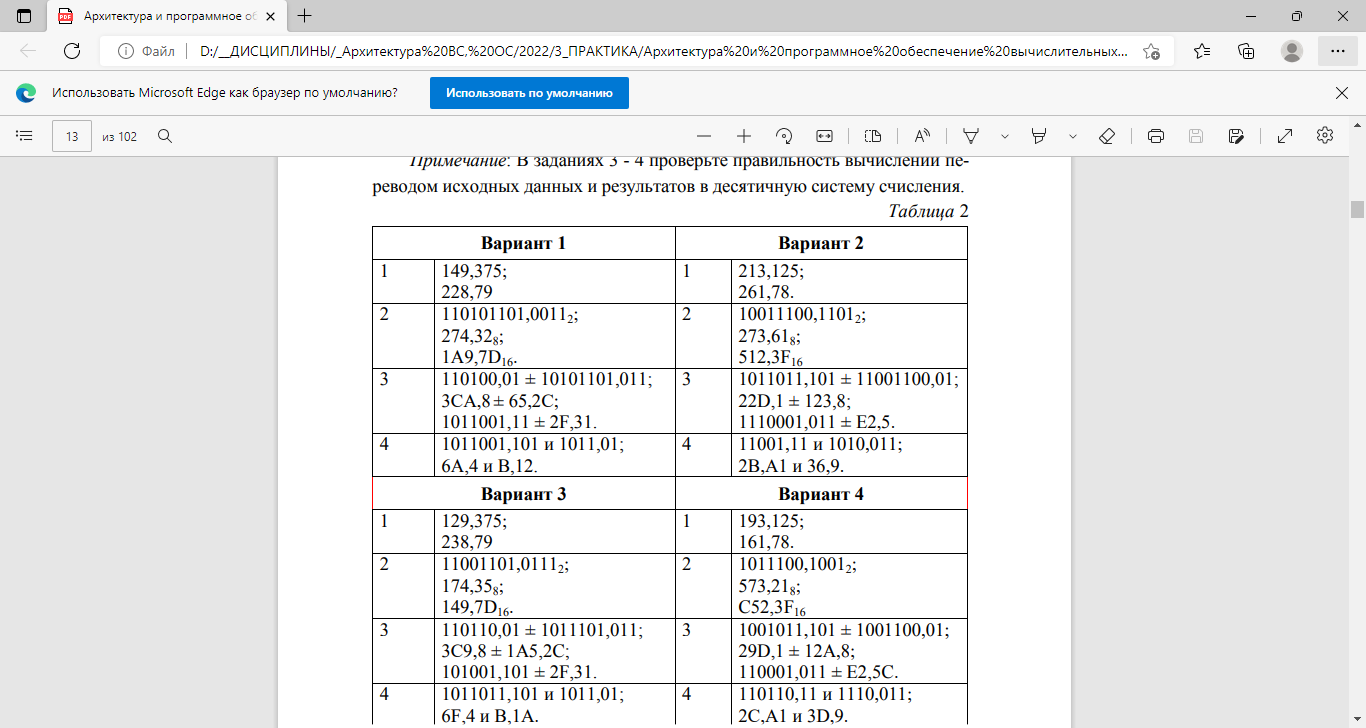 Архитектура и программное об
Файл
D:/__ДИСЦИПЛИНЫ/_Архитектура%20ВС,%20ОС/2022/3_ПРАКТИКА/Архитектура%20и%20программное%20обеспечение%20вычислительных...
Использовать Microsoft Edge как браузер по умолчанию?
Использовать по умолчанию
13 из 102
Примечание: В заданиях 3 - 4 проверьте правильность вычислений пе-
реводом исходных данных и результатов в десятичную систему счисления.
Таблица 2
Вариант 1 Вариант 2
1 149,375; 1 213,125;
228,79 261,78.
2 110101101,0011₂; 2 10011100,1101₂;
274,32₈; 273,61₈;
1A9,7D₁₆. 512,3F₁₆
3 110100,01 ± 10101101,011; 3 1011011,101 ± 11001100,01;
3CA,8 ± 65,2C; 22D,1 ± 123,8;
1011001,11 ± 2F,31. 1110001,011 ± E2,5.
4 1011001,101 и 1011,01; 4 11001,11 и 1010,011;
6A,4 и B,12. 2B,A1 и 36,9.
Вариант 3 Вариант 4
1 129,375; 1 193,125;
238,79 161,78.
2 11001101,0111₂; 2 1011100,1001₂;
174,35₈; 573,21₈;
149,7D₁₆. C52,3F₁₆
3 110110,01 ± 1011101,011; 3 1001011,101 ± 1001100,01;
3C9,8 ± 1A5,2C; 29D,1 ± 12A,8;
101001,101 ± 2F,31. 110001,011 ± E2,5C.
4 1011011,101 и 1011,01; 4 110110,11 и 1110,011;
6F,4 и B,1A. 2C,A1 и 3D,9.